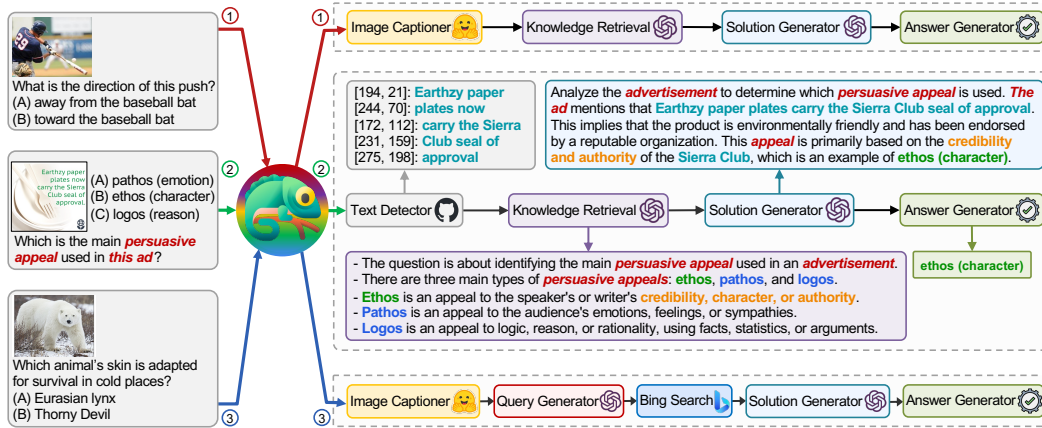 ①
29
What is the direction of this push?
(A) away from the baseball bat
(B) toward the baseball bat
②
Earthzy paper
plates now
carry the Sierra
Club seal of
approval.
(A) pathos (emotion)
(B) ethos (character)
(C) logos (reason)
Which is the main persuasive
appeal used in this ad?
Which animal's skin is adapted
for survival in cold places?
(A) Eurasian lynx
(B) Thorny Devil
③
①
Image Captioner
Knowledge Retrieval
Solution Generator
Answer Generator
②
[194, 21]: Earthzy paper
[244, 70]: plates now
[172, 112]: carry the Sierra
[231, 159]: Club seal of
[275, 198]: approval
Analyze the advertisement to determine which persuasive appeal is used. The
ad mentions that Earthzy paper plates carry the Sierra Club seal of approval.
This implies that the product is environmentally friendly and has been endorsed
by a reputable organization. This appeal is primarily based on the credibility
and authority of the Sierra Club, which is an example of ethos (character).
Text Detector
Knowledge Retrieval
Solution Generator
Answer Generator
- The question is about identifying the main persuasive appeal used in an advertisement.
- There are three main types of persuasive appeals: ethos, pathos, and logos.
- Ethos is an appeal to the speaker's or writer's credibility, character, or authority.
- Pathos is an appeal to the audience's emotions, feelings, or sympathies.
- Logos is an appeal to logic, reason, or rationality, using facts, statistics, or arguments.
ethos (character)
③
Image Captioner
Query Generator
Bing Search
Solution Generator
Answer Generator